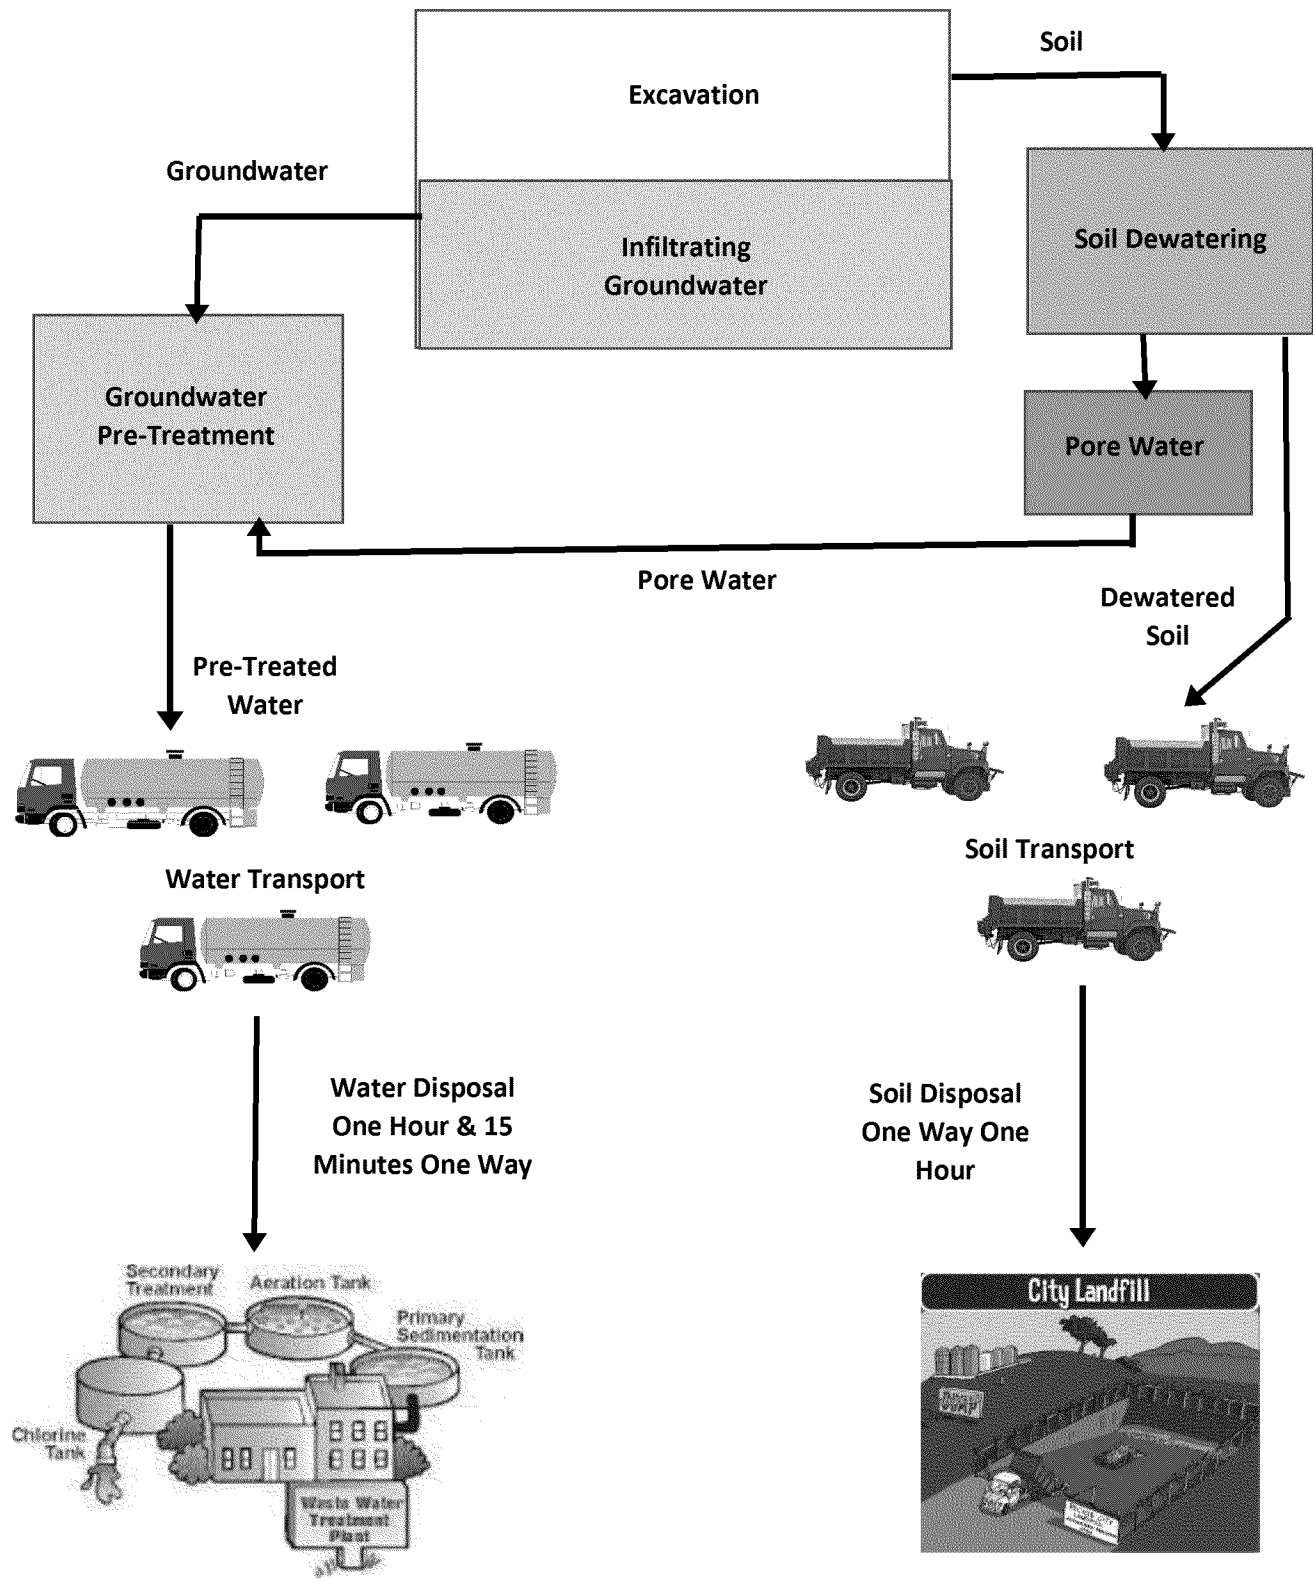 Soil
Excavation
Groundwater
Infiltrating
Groundwater
Soil Dewatering
Groundwater
Pre-Treatment
Pore Water
Pore Water
Dewatered
Soil
Pre-Treated
Water
Water Transport
Soil Transport
Water Disposal
One Hour & 15
Minutes One Way
Soil Disposal
One Way One
Hour
Secondary
Treatment
Aeration Tank
Primary
Sedimentation
Tank
Chlorine
Tank
Waste Water
Treatment
Plant
City Landfill